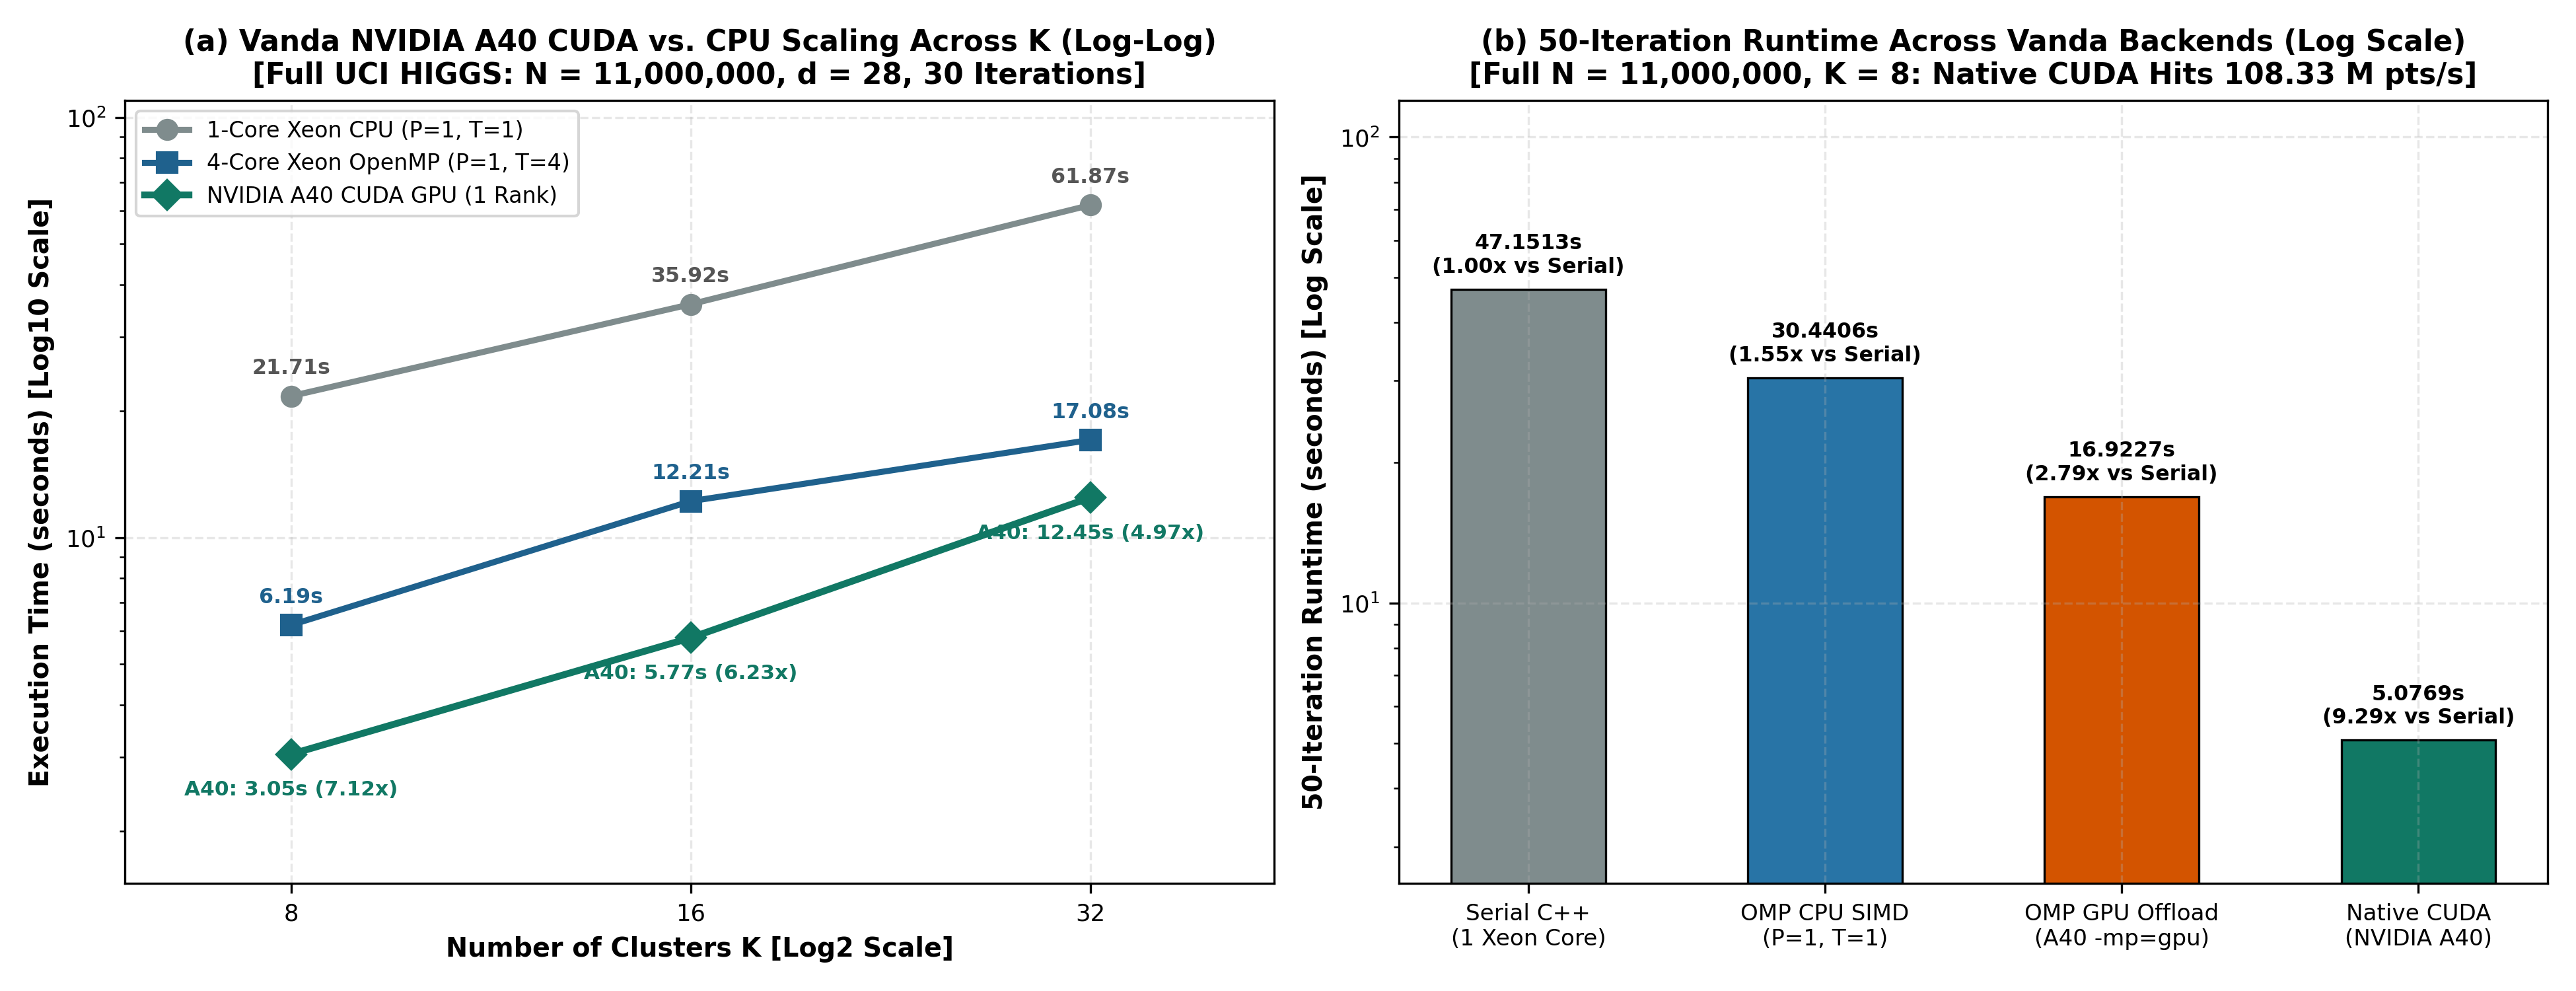 (a) Vanda NVIDIA A40 CUDA vs. CPU Scaling Across K (Log-Log)
[Full UCI HIGGS: N = 11,000,000, d = 28, 30 Iterations]
Execution Time (seconds) [Log10 Scale]
10²
10¹
1-Core Xeon CPU (P=1, T=1)
4-Core Xeon OpenMP (P=1, T=4)
NVIDIA A40 CUDA GPU (1 Rank)
61.87s
35.92s
21.71s
17.08s
12.21s
6.19s
A40: 12.45s (4.97x)
A40: 5.77s (6.23x)
A40: 3.05s (7.12x)
8
16
32
Number of Clusters K [Log2 Scale]
(b) 50-Iteration Runtime Across Vanda Backends (Log Scale)
[Full N = 11,000,000, K = 8: Native CUDA Hits 108.33 M pts/s]
50-Iteration Runtime (seconds) [Log Scale]
10²
10¹
47.1513s
(1.00x vs Serial)
30.4406s
(1.55x vs Serial)
16.9227s
(2.79x vs Serial)
5.0769s
(9.29x vs Serial)
Serial C++
(1 Xeon Core)
OMP CPU SIMD
(P=1, T=1)
OMP GPU Offload
(A40 -mp=gpu)
Native CUDA
(NVIDIA A40)